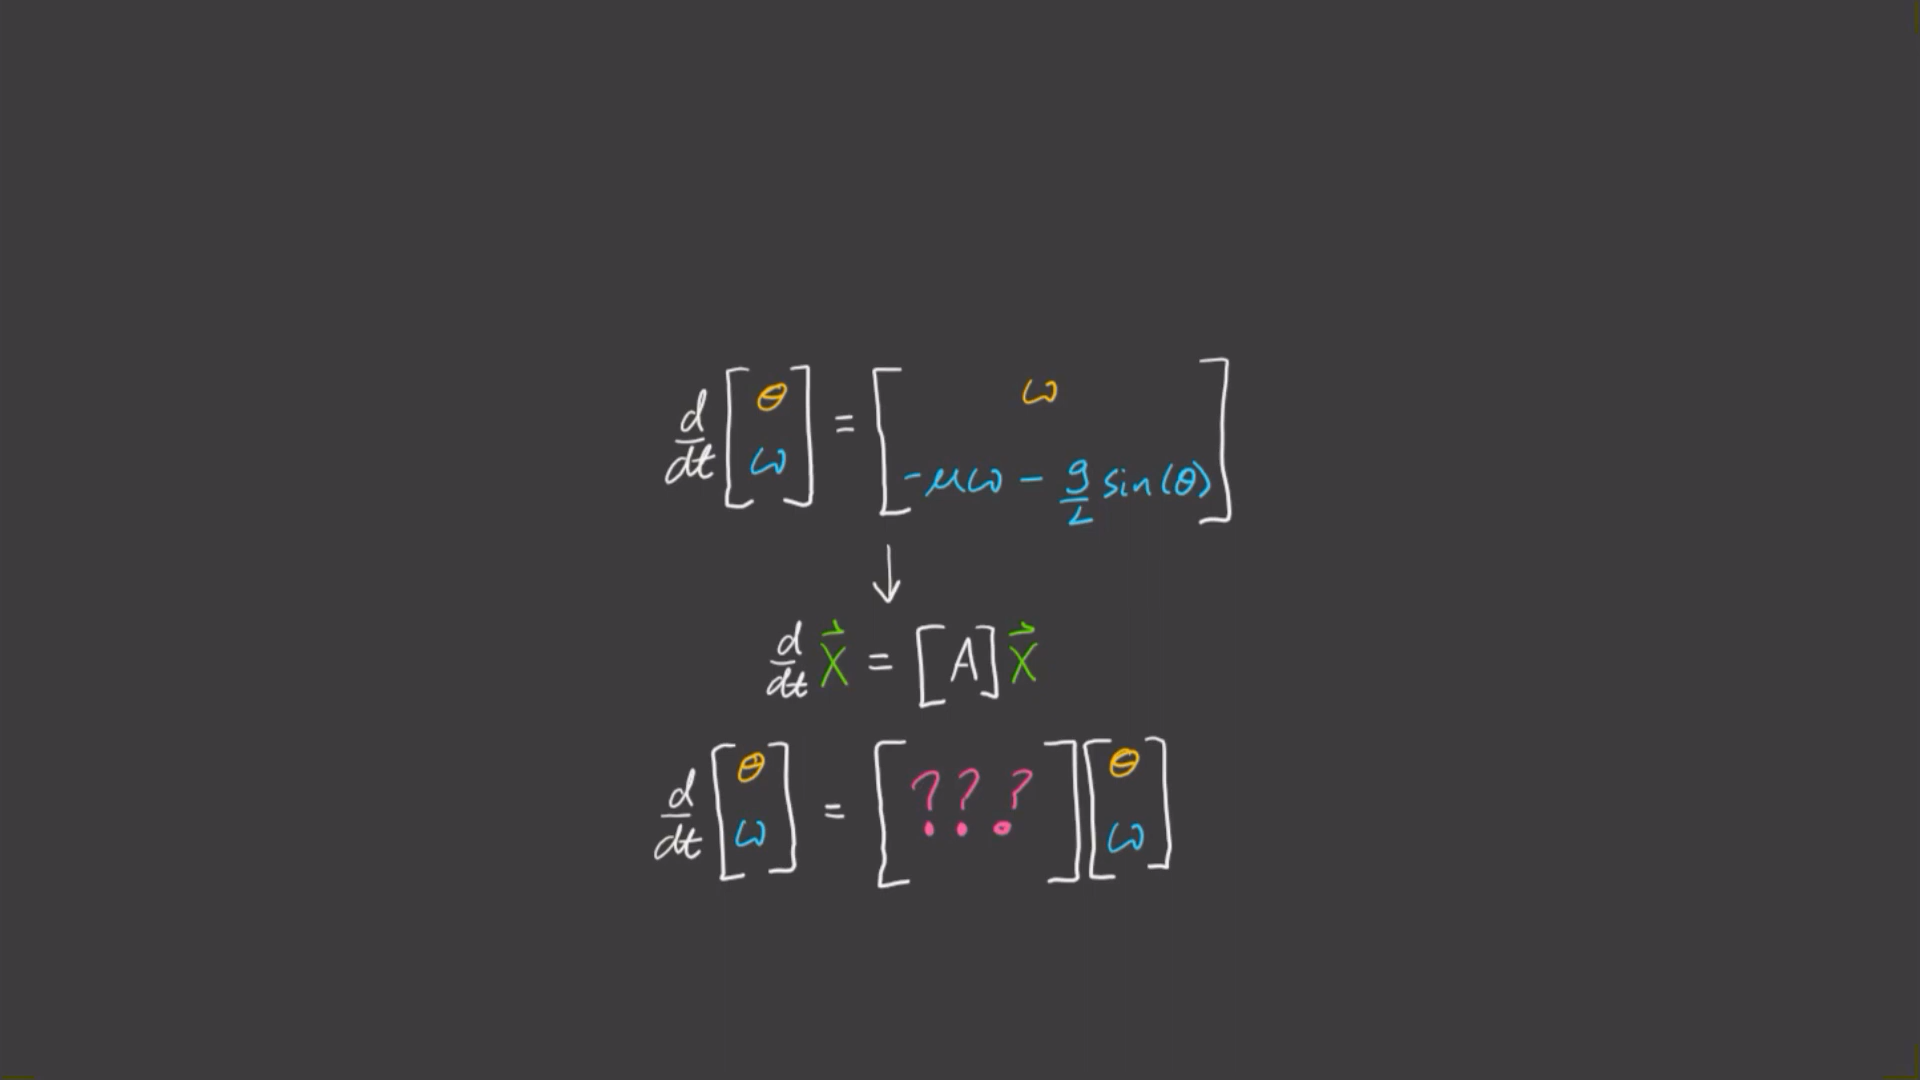 d/dt [θ ω] = [ω -μω - g/L sin(θ)]
↓
d/dt x⃗ = [A] x⃗
d/dt [θ ω] = [???] [θ ω]